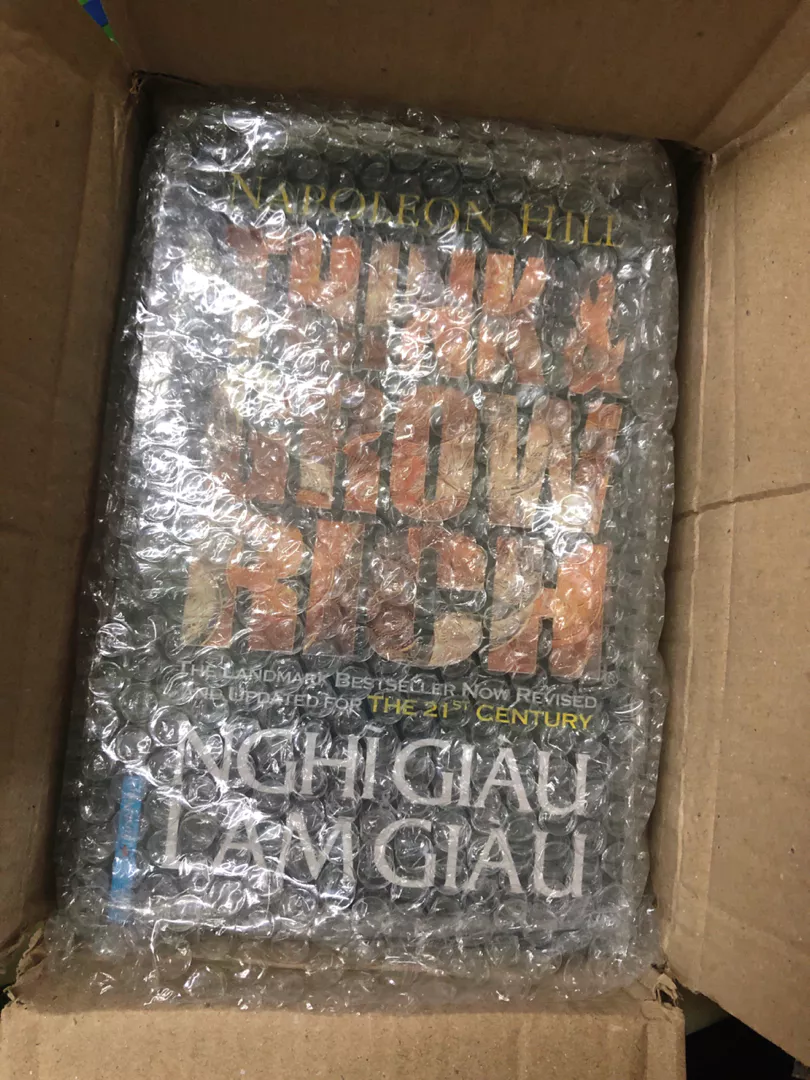 NAPOLEON HILL
THINK &
GROW
RICH®
THE LANDMARK BESTSELLER NOW REVISED
AND UPDATED FOR THE 21ST CENTURY
NGHĨ GIÀU
LÀM GIÀU